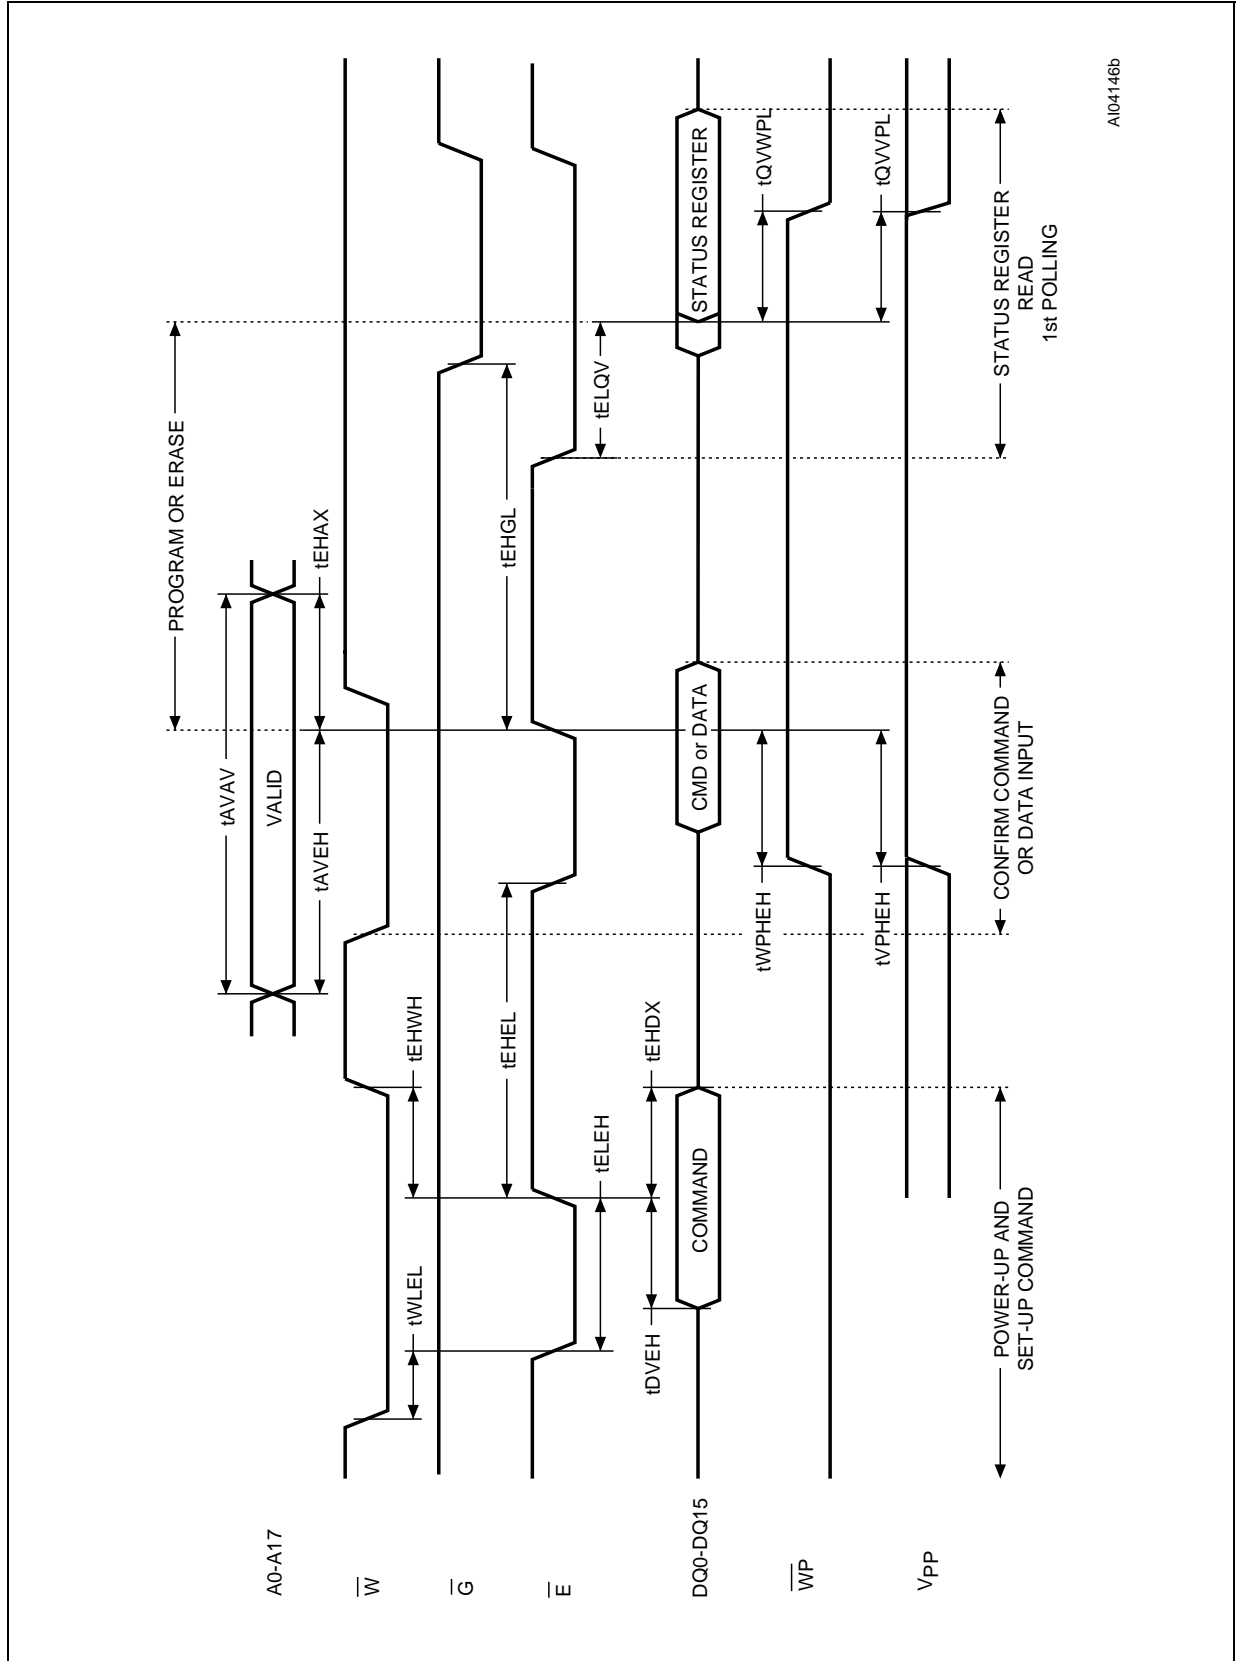 PROGRAM OR ERASE
tAVAV
A0-A17
VALID
tAVEH
tEHAX
W
tWLEL
tEHWH
G
tEHEL
tEHGL
E
tELEH
tELQV
tDVEH
tEHDX
DQ0-DQ15
COMMAND
CMD or DATA
STATUS REGISTER
tWPHEH
tQVWPL
WP
tVPHEH
tQVVPL
VPP
POWER-UP AND
SET-UP COMMAND
CONFIRM COMMAND
OR DATA INPUT
STATUS REGISTER
READ
1st POLLING
AI04146b